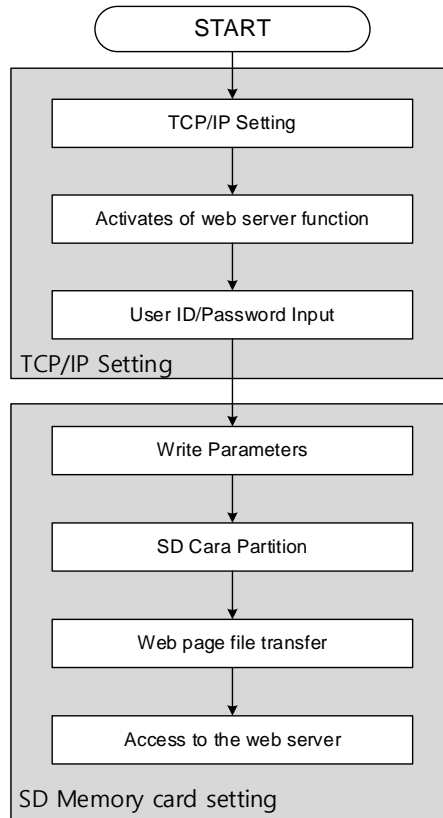 START
TCP/IP Setting
Activates of web server function
User ID/Password Input
TCP/IP Setting
Write Parameters
SD Cara Partition
Web page file transfer
Access to the web server
SD Memory card setting